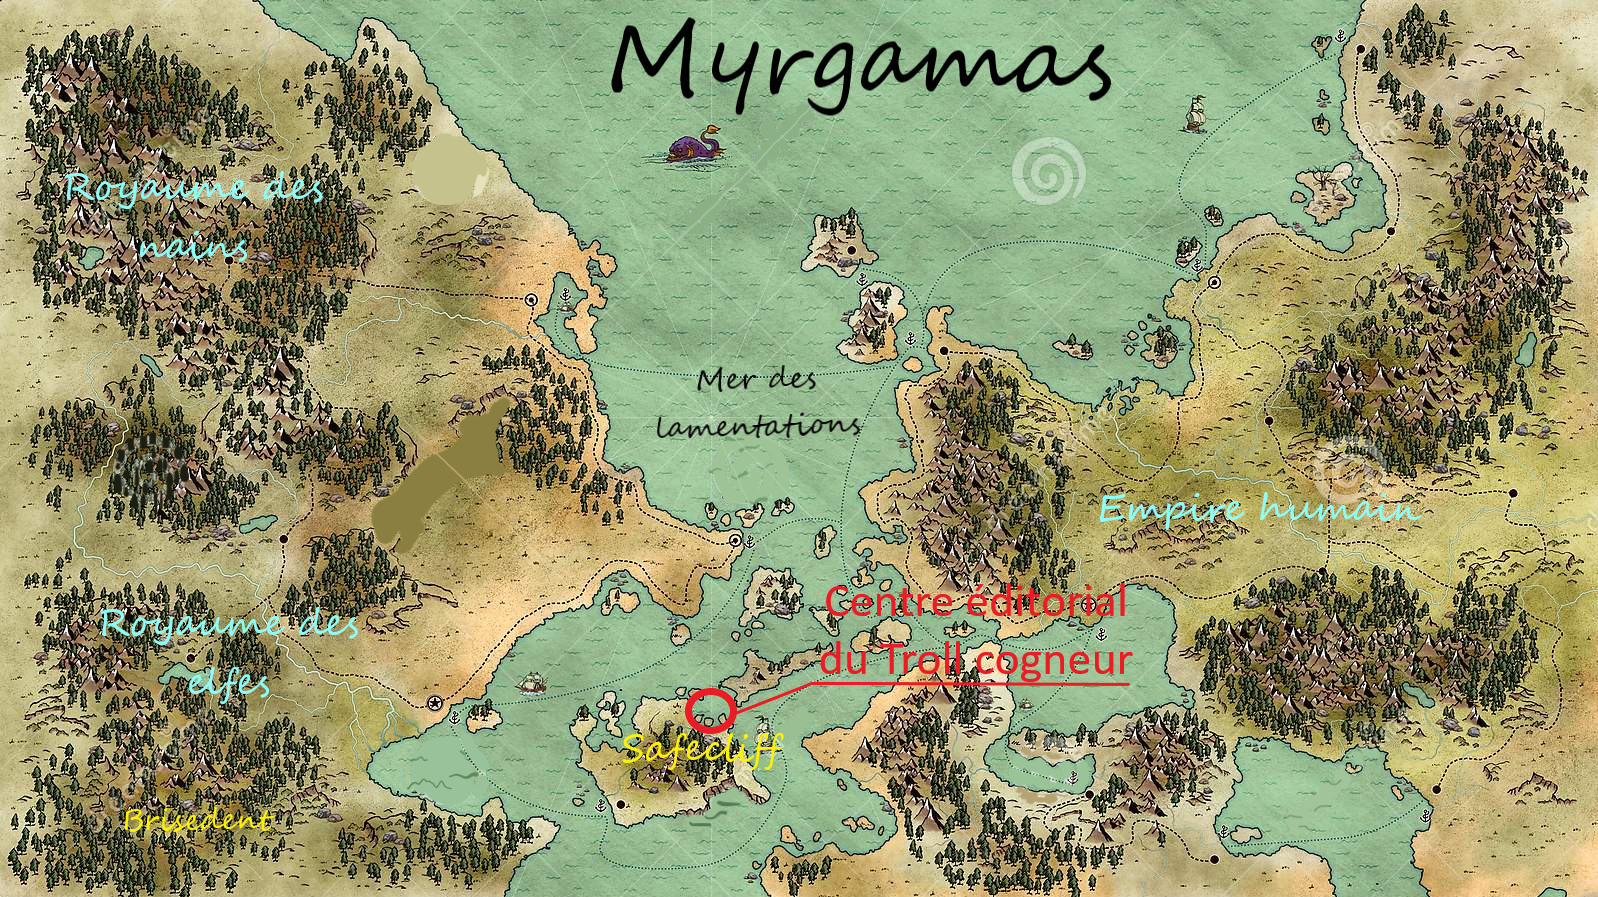 Myrgamas
Royaume des
nains
Mer des
lamentations
Empire humain
Centre éditorial
du Troll cogneur
Royaume des
elfes
Safecliff
Brisedent